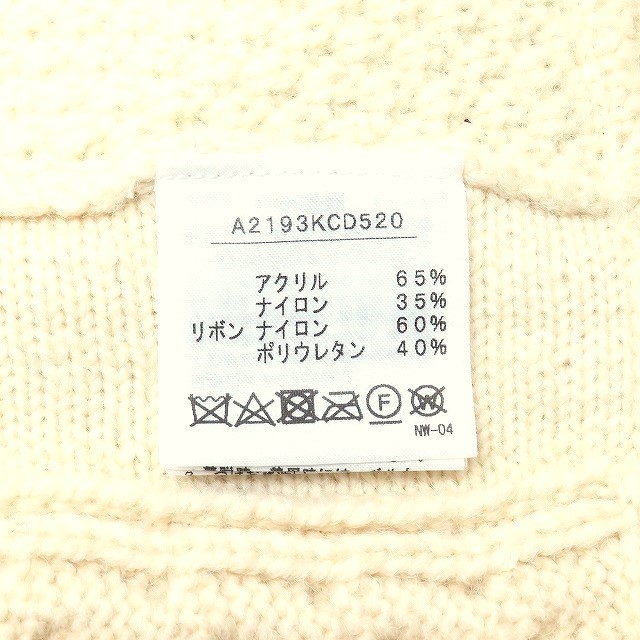 A2193KCD520
アクリル 65%
ナイロン 35%
リボン ナイロン 60%
ポリウレタン 40%
F
W
NW-04